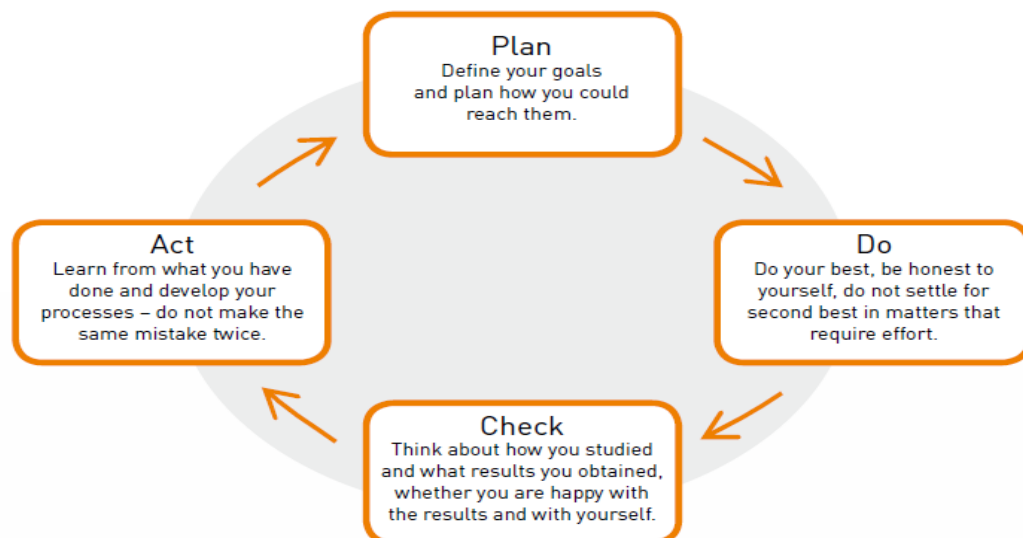 Plan
Define your goals
and plan how you could
reach them.
Act
Learn from what you have
done and develop your
processes – do not make the
same mistake twice.
Do
Do your best, be honest to
yourself, do not settle for
second best in matters that
require effort.
Check
Think about how you studied
and what results you obtained,
whether you are happy with
the results and with yourself.